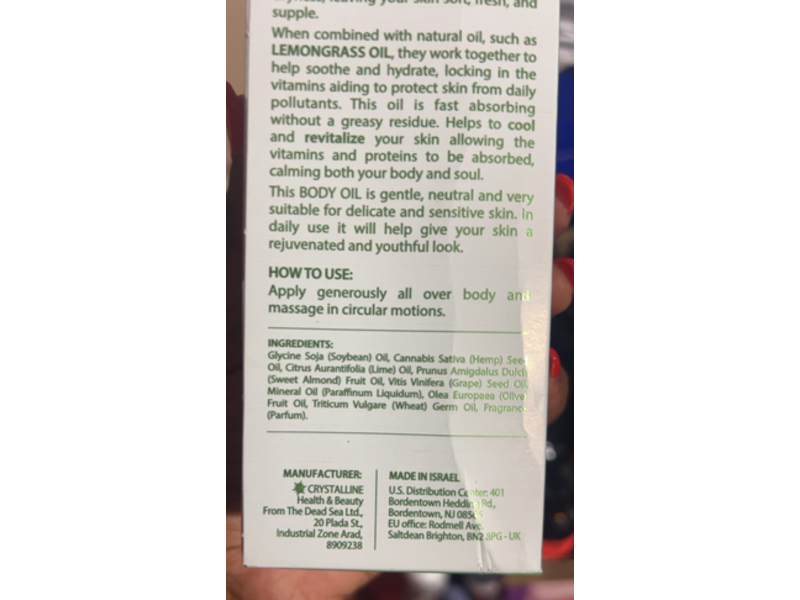 leaving your skin soft, fresh, and
supple.
When combined with natural oil, such as
LEMONGRASS OIL, they work together to
help soothe and hydrate, locking in the
vitamins aiding to protect skin from daily
pollutants. This oil is fast absorbing
without a greasy residue. Helps to cool
and revitalize your skin allowing the
vitamins and proteins to be absorbed,
calming both your body and soul.
This BODY OIL is gentle, neutral and very
suitable for delicate and sensitive skin. In
daily use it will help give your skin a
rejuvenated and youthful look.
HOW TO USE:
Apply generously all over body and
massage in circular motions.
INGREDIENTS:
Glycine Soja (Soybean) Oil, Cannabis Sativa (Hemp) Seed
Oil, Citrus Aurantifolia (Lime) Oil, Prunus Amigdalus Dulcis
(Sweet Almond) Fruit Oil, Vitis Vinifera (Grape) Seed Oil,
Mineral Oil (Paraffinum Liquidum), Olea Europaea (Olive)
Fruit Oil, Triticum Vulgare (Wheat) Germ Oil, Fragrance
(Parfum).
MANUFACTURER:
CRYSTALLINE
Health & Beauty
From The Dead Sea Ltd.,
20 Plada St.,
Industrial Zone Arad,
8909238
MADE IN ISRAEL
U.S. Distribution Center: 401
Bordentown Hedding Rd.,
Bordentown, NJ
EU office: Rodmell Ave.
Saltdean Brighton, BN2 8PG - UK